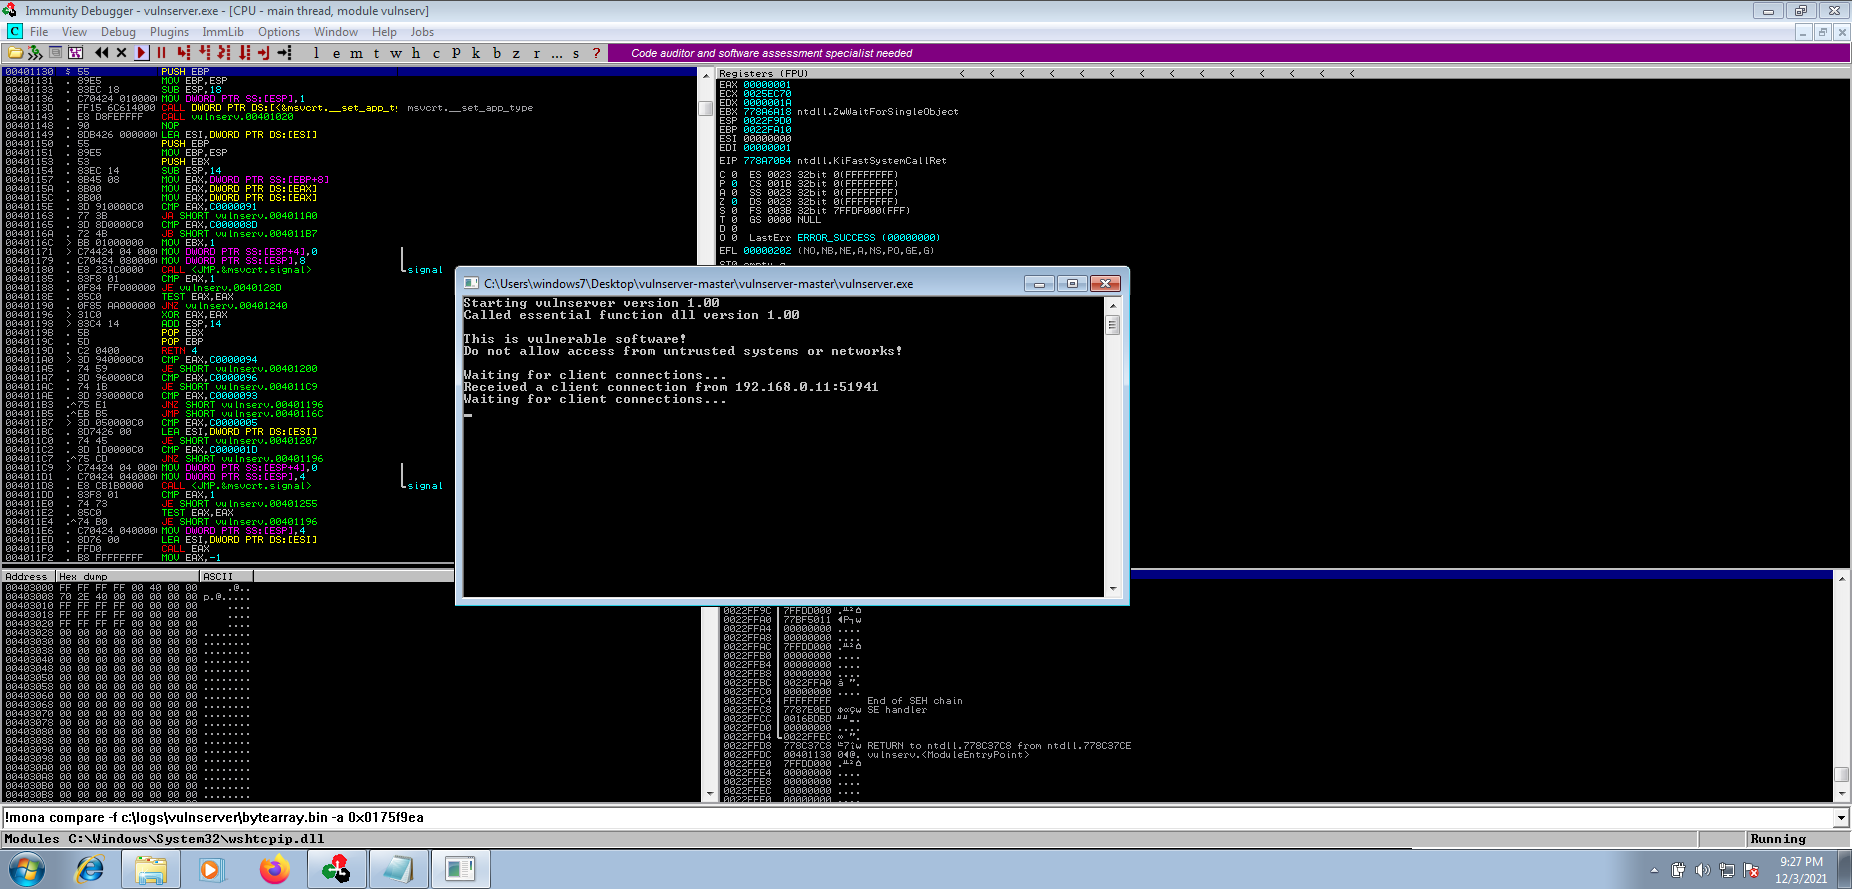 Immunity Debugger - vulnserver.exe - [CPU - main thread, module vulnserv]
File View Debug Plugins ImmLib Options Window Help Jobs
l e m t w h c P k b z r ... s ?
Code auditor and software assessment specialist needed
00401130 $ 55 PUSH EBP
00401131 . 89E5 MOV EBP,ESP
00401133 . 83EC 18 SUB ESP,18
00401136 . C70424 010000 MOV DWORD PTR SS:[ESP],1
0040113D . FF15 6C614000 CALL DWORD PTR DS:[<&msvcrt.__set_app_ty msvcrt.__set_app_type
00401143 . E8 D8FEFFFF CALL vulnserv.00401020
00401148 . 90 NOP
00401149 . 8DB426 000000 LEA ESI,DWORD PTR DS:[ESI]
00401150 . 55 PUSH EBP
00401151 . 89E5 MOV EBP,ESP
00401153 . 53 PUSH EBX
00401154 . 83EC 14 SUB ESP,14
00401157 . 8B45 08 MOV EAX,DWORD PTR SS:[EBP+8]
0040115A . 8B00 MOV EAX,DWORD PTR DS:[EAX]
0040115C . 8B00 MOV EAX,DWORD PTR DS:[EAX]
0040115E . 3D 910000C0 CMP EAX,C0000091
00401163 . 77 3B JA SHORT vulnserv.004011A0
00401165 . 3D 8D0000C0 CMP EAX,C000008D
0040116A . 72 4B JB SHORT vulnserv.004011B7
0040116C > BB 01000000 MOV EBX,1
00401171 > C74424 04 000 MOV DWORD PTR SS:[ESP+4],0
00401179 . C70424 080000 MOV DWORD PTR SS:[ESP],8
00401180 . E8 231C0000 CALL <JMP.&msvcrt.signal> signal
00401185 . 83F8 01 CMP EAX,1
00401188 . 0F84 FF000000 JE vulnserv.0040128D
0040118E . 85C0 TEST EAX,EAX
00401190 . 0F85 AA000000 JNZ vulnserv.00401240
00401196 > 31C0 XOR EAX,EAX
00401198 > 83C4 14 ADD ESP,14
0040119B . 5B POP EBX
0040119C . 5D POP EBP
0040119D . C2 0400 RETN 4
004011A0 > 3D 940000C0 CMP EAX,C0000094
004011A5 . 74 59 JE SHORT vulnserv.00401200
004011A7 . 3D 960000C0 CMP EAX,C0000096
004011AC . 74 1B JE SHORT vulnserv.004011C9
004011AE . 3D 930000C0 CMP EAX,C0000093
004011B3 .^75 E1 JNZ SHORT vulnserv.00401196
004011B5 .^EB B5 JMP SHORT vulnserv.0040116C
004011B7 > 3D 050000C0 CMP EAX,C0000005
004011BC . 8D7426 00 LEA ESI,DWORD PTR DS:[ESI]
004011C0 . 74 45 JE SHORT vulnserv.00401207
004011C2 . 3D 1D0000C0 CMP EAX,C000001D
004011C7 .^75 CD JNZ SHORT vulnserv.00401196
004011C9 > C74424 04 000 MOV DWORD PTR SS:[ESP+4],0
004011D1 . C70424 040000 MOV DWORD PTR SS:[ESP],4
004011D8 . E8 CB1B0000 CALL <JMP.&msvcrt.signal> signal
004011DD . 83F8 01 CMP EAX,1
004011E0 . 74 73 JE SHORT vulnserv.00401255
004011E2 . 85C0 TEST EAX,EAX
004011E4 .^74 B0 JE SHORT vulnserv.00401196
004011E6 . C70424 040000 MOV DWORD PTR SS:[ESP],4
004011ED . 8D76 00 LEA ESI,DWORD PTR DS:[ESI]
004011F0 . FFD0 CALL EAX
004011F2 . B8 FFFFFFFF MOV EAX,-1
Registers (FPU) < < < < < < < < < < < < < <
EAX 00000001
ECX 0025EC70
EDX 0000001A
EBX 778A6A18 ntdll.ZwWaitForSingleObject
ESP 0022F9D0
EBP 0022FA10
ESI 00000000
EDI 00000001
EIP 778A70B4 ntdll.KiFastSystemCallRet
C 0 ES 0023 32bit 0(FFFFFFFF)
P 0 CS 001B 32bit 0(FFFFFFFF)
A 0 SS 0023 32bit 0(FFFFFFFF)
Z 0 DS 0023 32bit 0(FFFFFFFF)
S 0 FS 003B 32bit 7FFDF000(FFF)
T 0 GS 0000 NULL
D 0
O 0 LastErr ERROR_SUCCESS (00000000)
EFL 00000202 (NO,NB,NE,A,NS,PO,GE,G)
ST0 empty g
C:\Users\windows7\Desktop\vulnserver-master\vulnserver-master\vulnserver.exe
Starting vulnserver version 1.00
Called essential function dll version 1.00
This is vulnerable software!
Do not allow access from untrusted systems or networks!
Waiting for client connections...
Received a client connection from 192.168.0.11:51941
Waiting for client connections...
Address Hex dump ASCII
00403000 FF FF FF FF 00 40 00 00 .@..
00403008 70 2E 40 00 00 00 00 00 p.@.....
00403010 FF FF FF FF 00 00 00 00 ....
00403018 FF FF FF FF 00 00 00 00 ....
00403020 FF FF FF FF 00 00 00 00 ....
00403028 00 00 00 00 00 00 00 00 ........
00403030 00 00 00 00 00 00 00 00 ........
00403038 00 00 00 00 00 00 00 00 ........
00403040 00 00 00 00 00 00 00 00 ........
00403048 00 00 00 00 00 00 00 00 ........
00403050 00 00 00 00 00 00 00 00 ........
00403058 00 00 00 00 00 00 00 00 ........
00403060 00 00 00 00 00 00 00 00 ........
00403068 00 00 00 00 00 00 00 00 ........
00403070 00 00 00 00 00 00 00 00 ........
00403078 00 00 00 00 00 00 00 00 ........
00403080 00 00 00 00 00 00 00 00 ........
00403088 00 00 00 00 00 00 00 00 ........
00403090 00 00 00 00 00 00 00 00 ........
00403098 00 00 00 00 00 00 00 00 ........
004030A0 00 00 00 00 00 00 00 00 ........
004030A8 00 00 00 00 00 00 00 00 ........
004030B0 00 00 00 00 00 00 00 00 ........
004030B8 00 00 00 00 00 00 00 00 ........
0022FF9C 7FFDD000
0022FFA0 77BF5011
0022FFA4 00000000 ....
0022FFA8 00000000 ....
0022FFAC 7FFDD000
0022FFB0 00000000 ....
0022FFB4 00000000 ....
0022FFB8 00000000 ....
0022FFBC 0022FFA0
0022FFC0 00000000 ....
0022FFC4 FFFFFFFF End of SEH chain
0022FFC8 7787E0ED SE handler
0022FFCC 0016BDBD
0022FFD0 00000000 ....
0022FFD4 0022FFEC
0022FFD8 778C37C8 RETURN to ntdll.778C37C8 from ntdll.778C37CE
0022FFDC 00401130 vulnserv.<ModuleEntryPoint>
0022FFE0 7FFDD000
0022FFE4 00000000 ....
0022FFE8 00000000 ....
0022FFEC 00000000 ....
0022FFF0 00000000 ....
!mona compare -f c:\logs\vulnserver\bytearray.bin -a 0x0175f9ea
Modules C:\Windows\System32\wshtcpip.dll Running
9:27 PM
12/3/2021